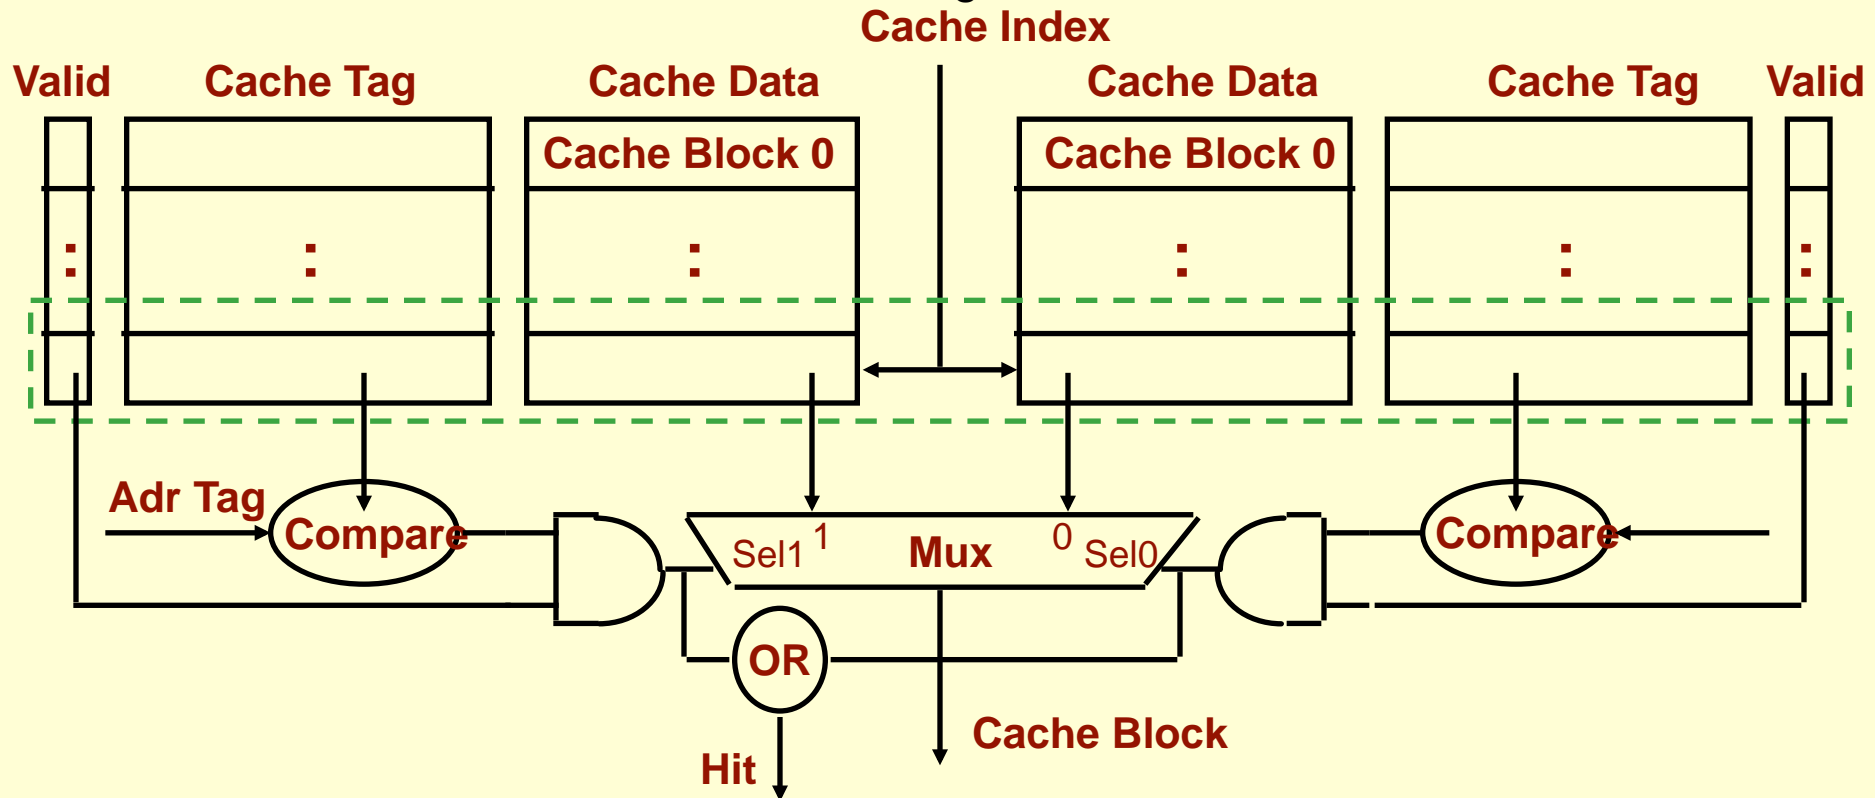 Cache Index
Valid Cache Tag Cache Data Cache Data Cache Tag Valid
Cache Block 0 Cache Block 0
: : : : : :
Adr Tag
Compare Sel1 1 Mux 0 Sel0 Compare
OR
Cache Block
Hit